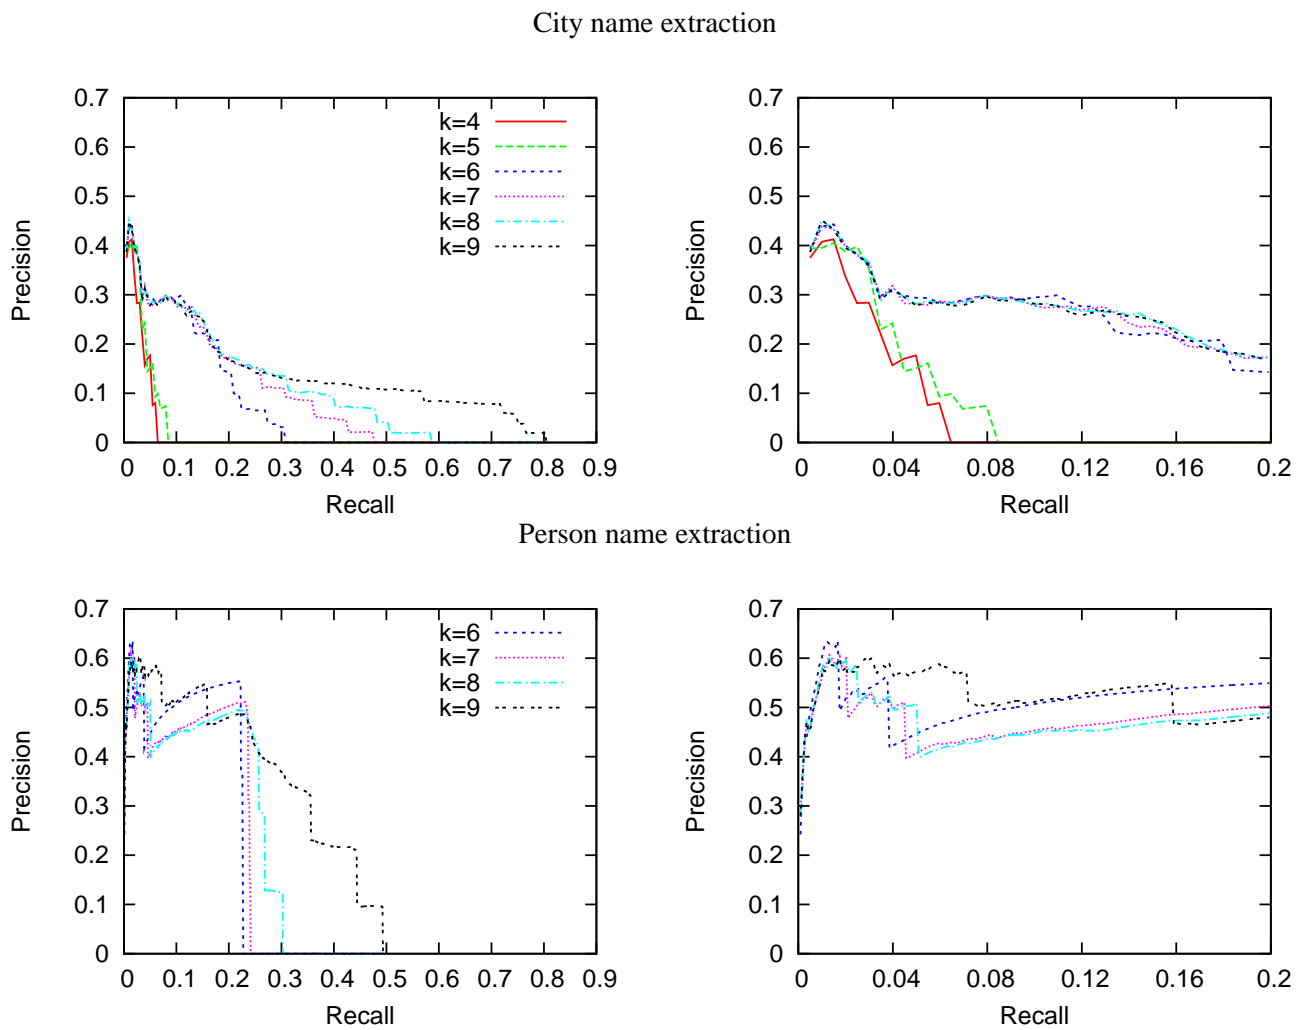 City name extraction
0.7
0.6
0.5
0.4
0.3
0.2
0.1
0
Precision
k=4
k=5
k=6
k=7
k=8
k=9
0 0.1 0.2 0.3 0.4 0.5 0.6 0.7 0.8 0.9
Recall
0.7
0.6
0.5
0.4
0.3
0.2
0.1
0
Precision
0 0.04 0.08 0.12 0.16 0.2
Recall
Person name extraction
0.7
0.6
0.5
0.4
0.3
0.2
0.1
0
Precision
k=6
k=7
k=8
k=9
0 0.1 0.2 0.3 0.4 0.5 0.6 0.7 0.8 0.9
Recall
0.7
0.6
0.5
0.4
0.3
0.2
0.1
0
Precision
0 0.04 0.08 0.12 0.16 0.2
Recall